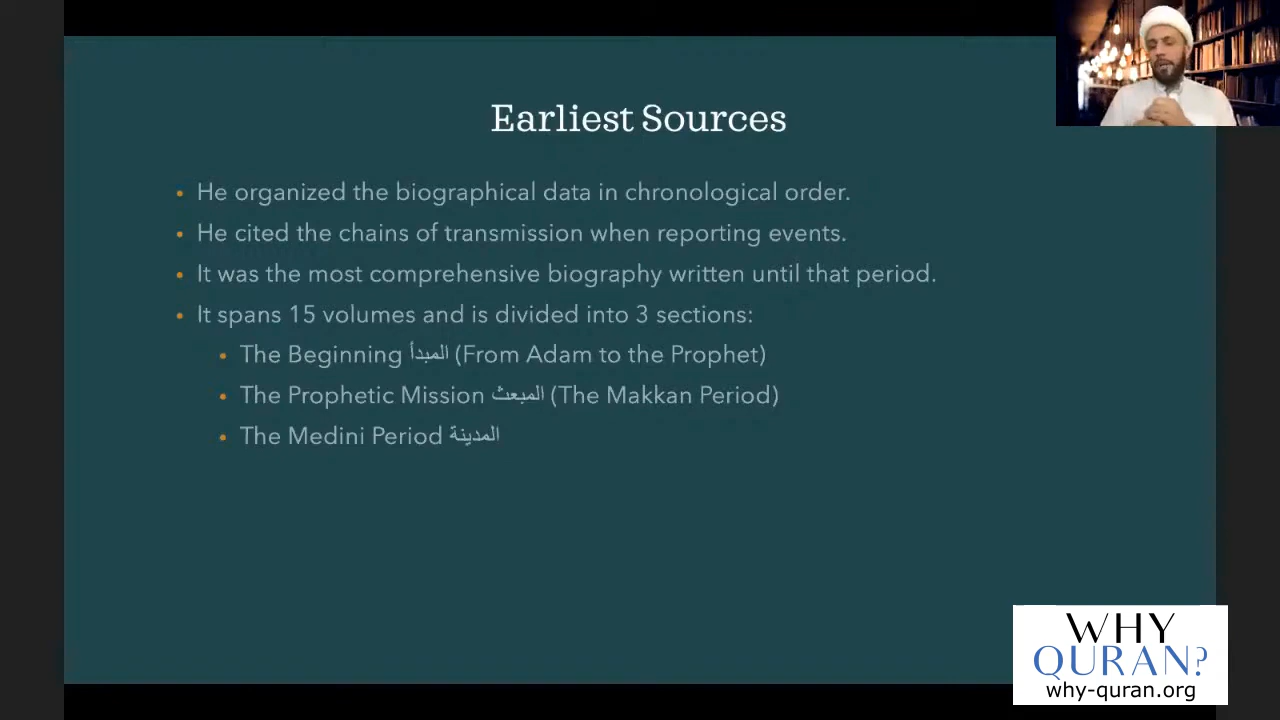 Earliest Sources
• He organized the biographical data in chronological order.
• He cited the chains of transmission when reporting events.
• It was the most comprehensive biography written until that period.
• It spans 15 volumes and is divided into 3 sections:
• The Beginning المبدأ (From Adam to the Prophet)
• The Prophetic Mission المبعث (The Makkan Period)
• The Medini Period المدينة
WHY
QURAN?
why-quran.org